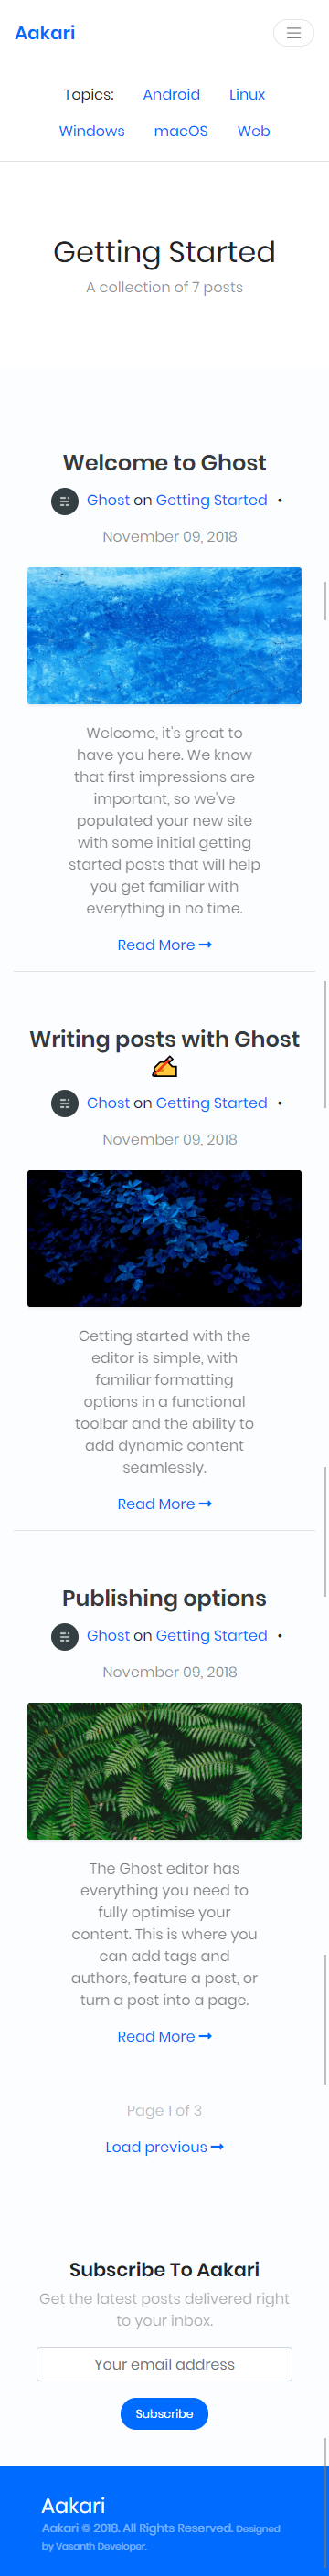 Aakari
Topics: Android Linux
Windows macOS Web
Getting Started
A collection of 7 posts
Welcome to Ghost
Ghost on Getting Started •
November 09, 2018
Welcome, it's great to
have you here. We know
that first impressions are
important, so we've
populated your new site
with some initial getting
started posts that will help
you get familiar with
everything in no time.
Read More →
Writing posts with Ghost
✍️
Ghost on Getting Started •
November 09, 2018
Getting started with the
editor is simple, with
familiar formatting
options in a functional
toolbar and the ability to
add dynamic content
seamlessly.
Read More →
Publishing options
Ghost on Getting Started •
November 09, 2018
The Ghost editor has
everything you need to
fully optimise your
content. This is where you
can add tags and
authors, feature a post, or
turn a post into a page.
Read More →
Page 1 of 3
Load previous →
Subscribe To Aakari
Get the latest posts delivered right
to your inbox.
Your email address
Subscribe
Aakari
Aakari © 2018. All Rights Reserved. Designed
by Vasanth Developer.